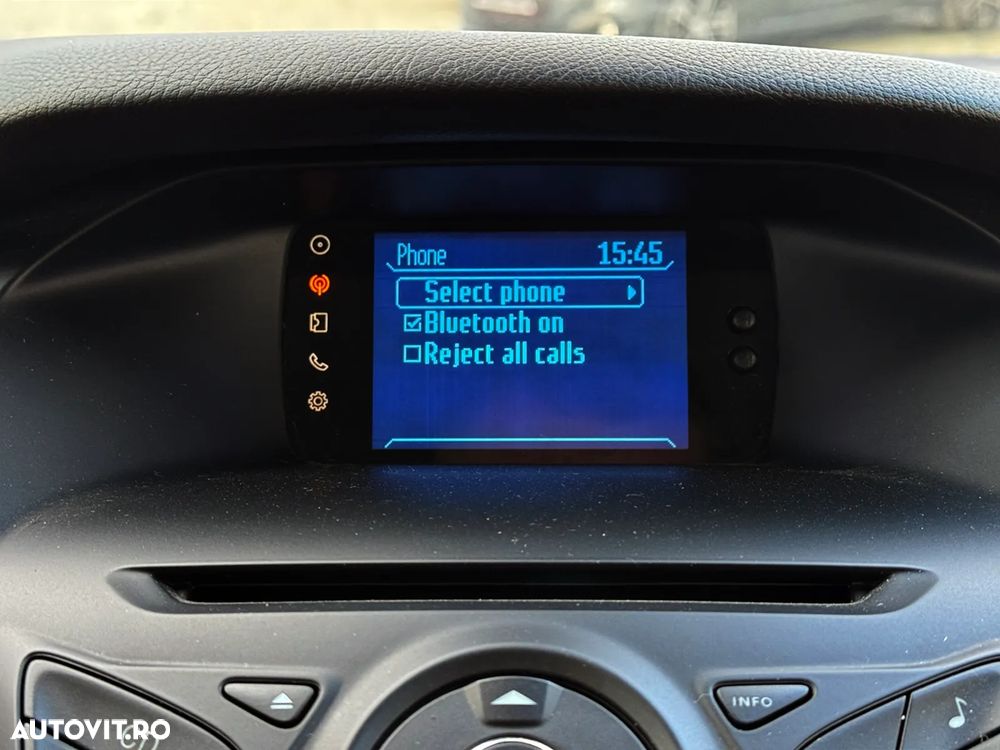 Phone 15:45
Select phone
Bluetooth on
Reject all calls
INFO
AUTOVIT.RO